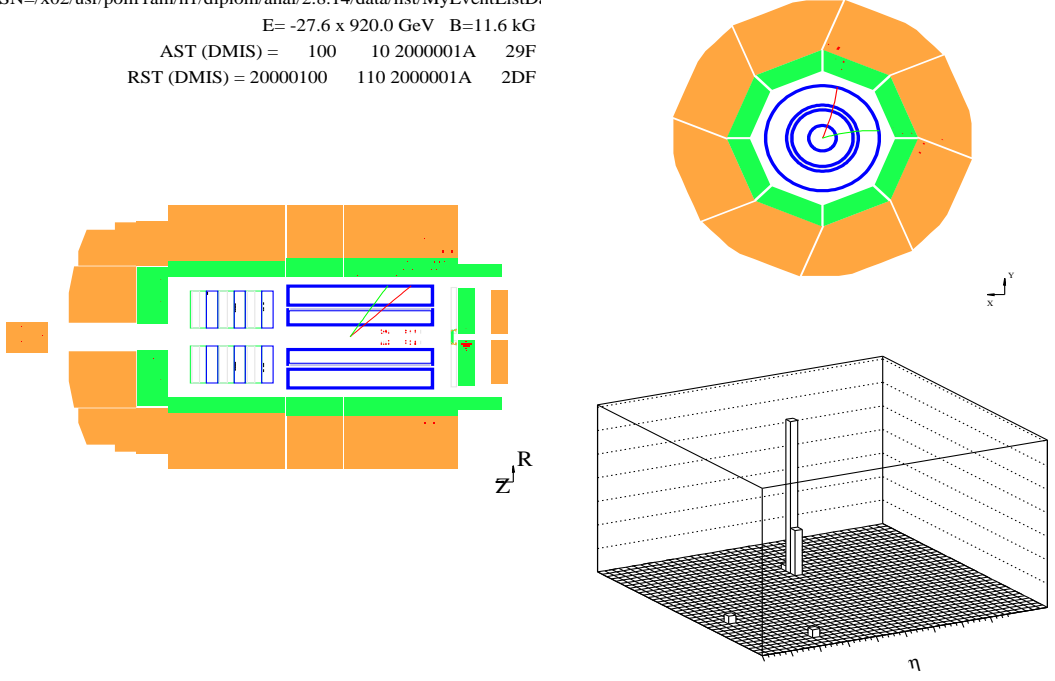 E= -27.6 x 920.0 GeV B=11.6 kG
AST (DMIS) = 100 10 2000001A 29F
RST (DMIS) = 20000100 110 2000001A 2DF
Y
X
R
Z
η